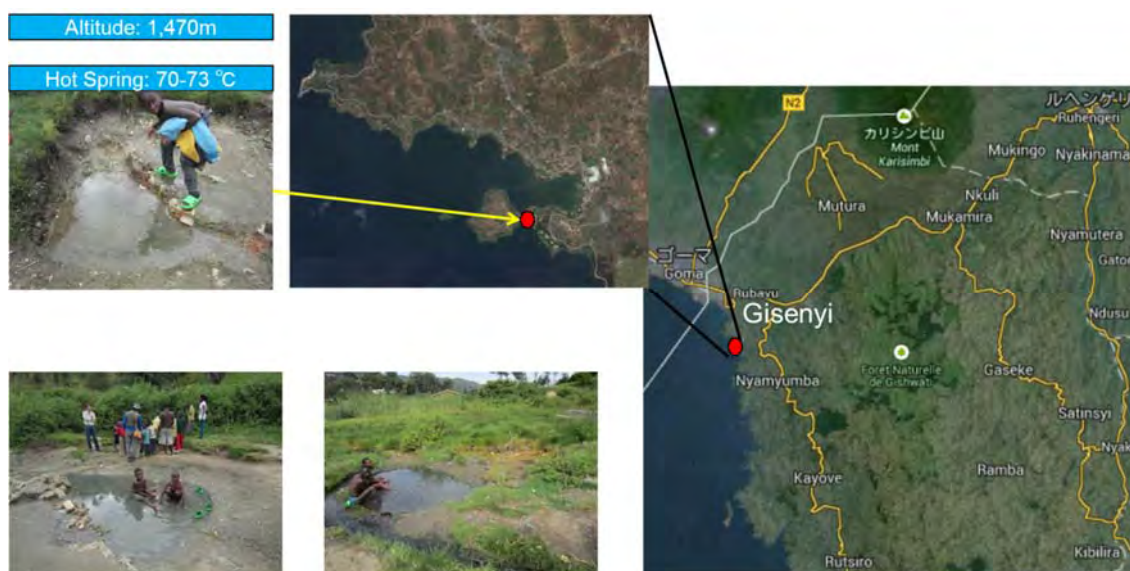 Altitude: 1,470m
Hot Spring: 70-73 ℃
N2
カリシンビ山
Mont
Karisimbi
ルヘンゲリ
Ruhengeri
Mukingo
Nyakinama
Nkuli
Mutura
Mukamira
Nyamutera
ゴーマ
Goma
Rubavu
Gisenyi
Forêt Naturelle
de Gishwati
Nyamyumba
Gaseke
Satinsyi
Kayove
Ramba
Rutsiro
Kibilira